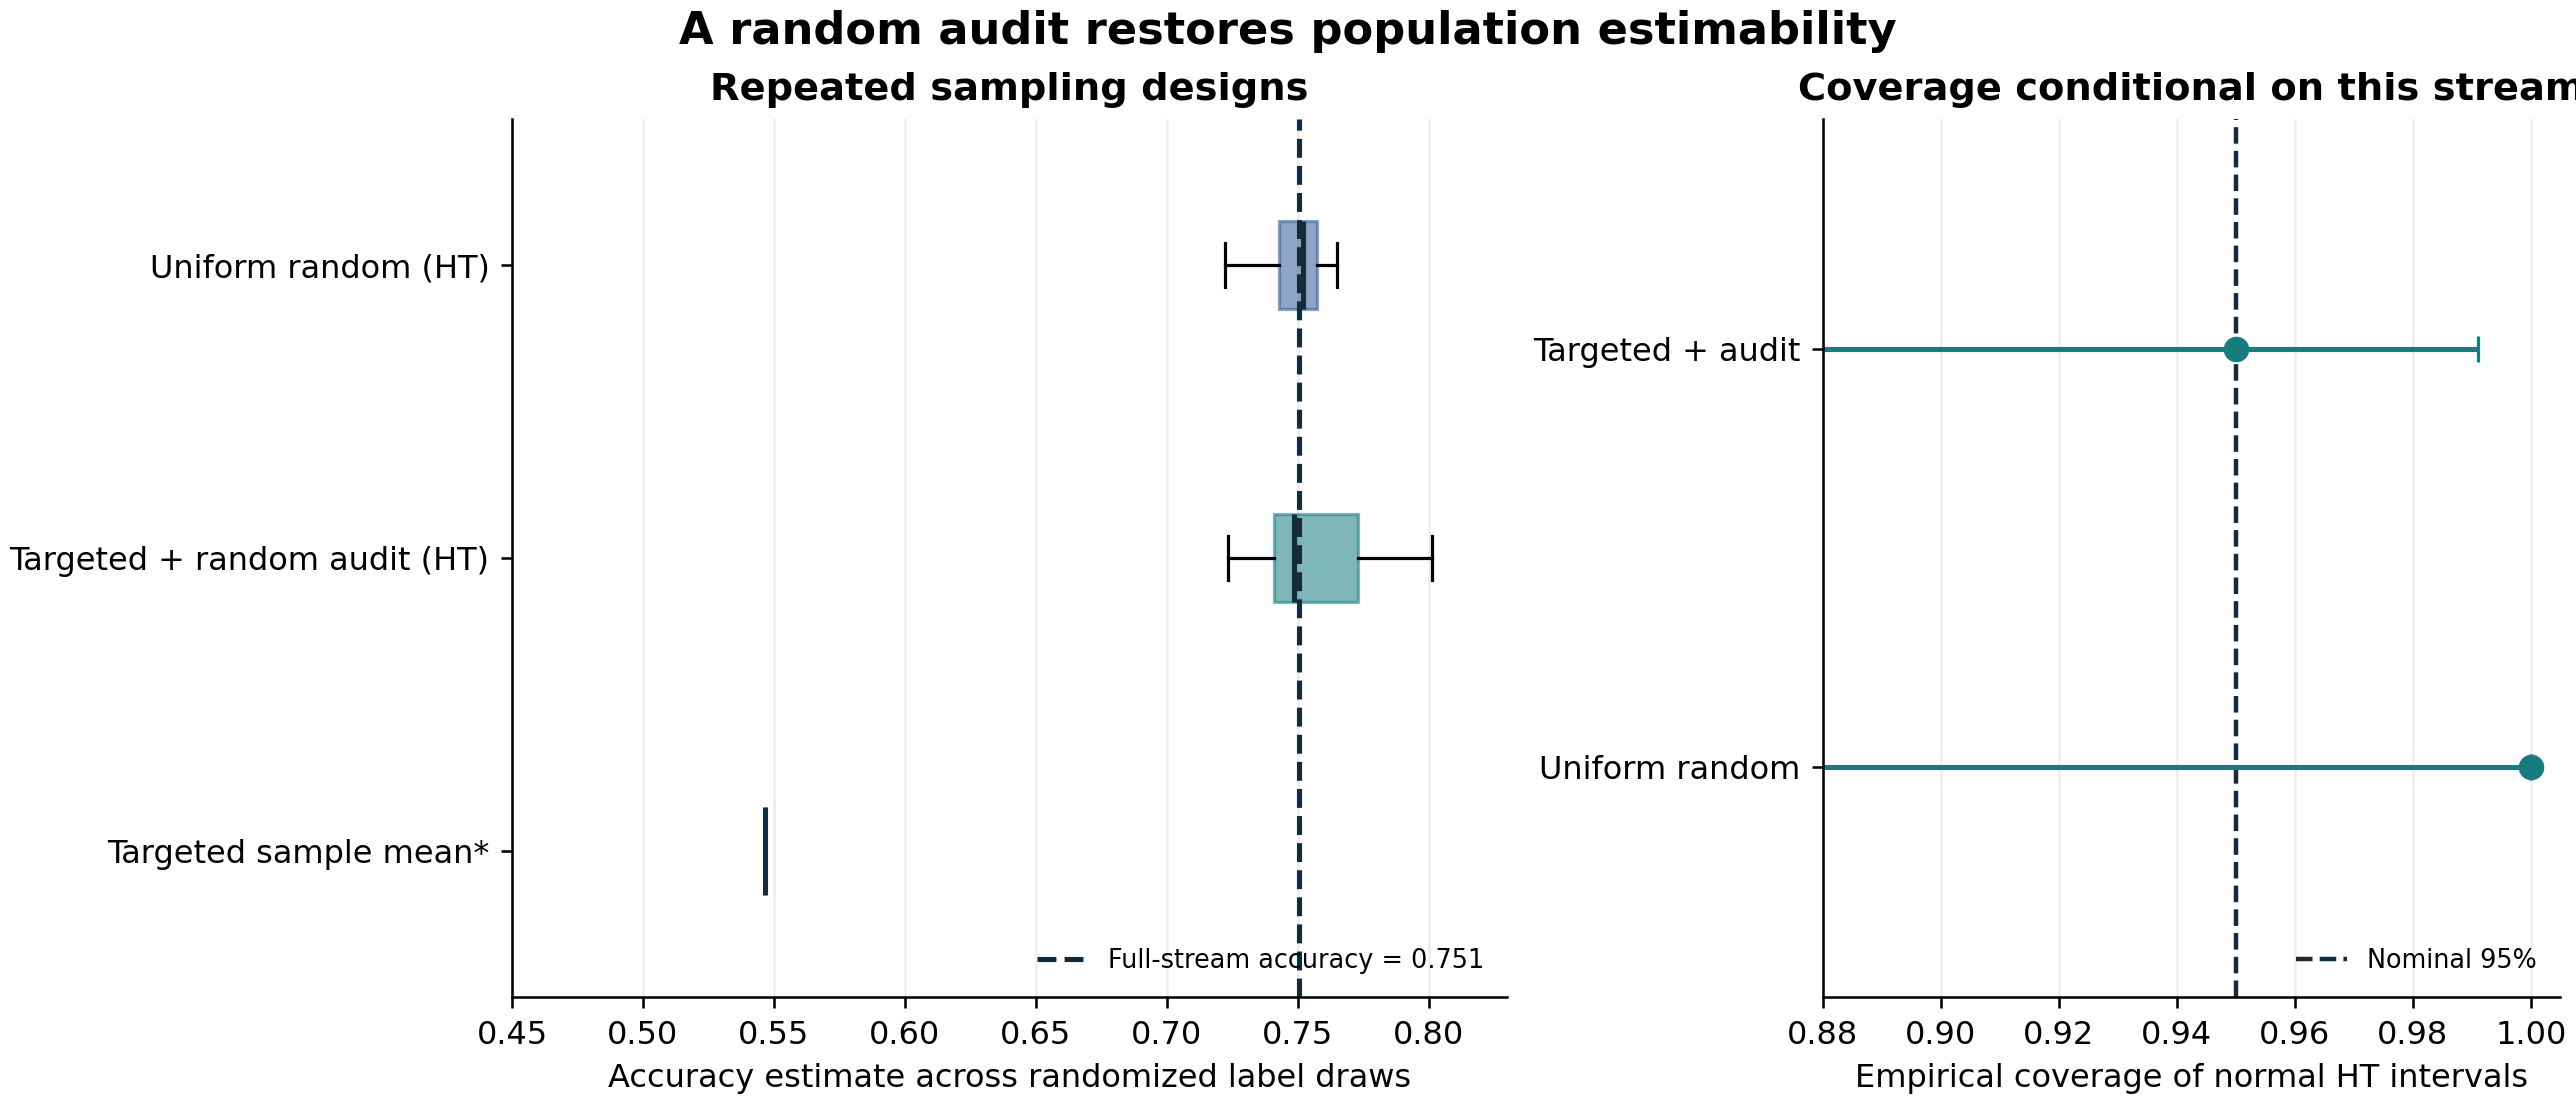 A random audit restores population estimability
Repeated sampling designs
Uniform random (HT)
Targeted + random audit (HT)
Targeted sample mean*
Full-stream accuracy = 0.751
0.45 0.50 0.55 0.60 0.65 0.70 0.75 0.80
Accuracy estimate across randomized label draws
Coverage conditional on this stream
Targeted + audit
Uniform random
Nominal 95%
0.88 0.90 0.92 0.94 0.96 0.98 1.00
Empirical coverage of normal HT intervals